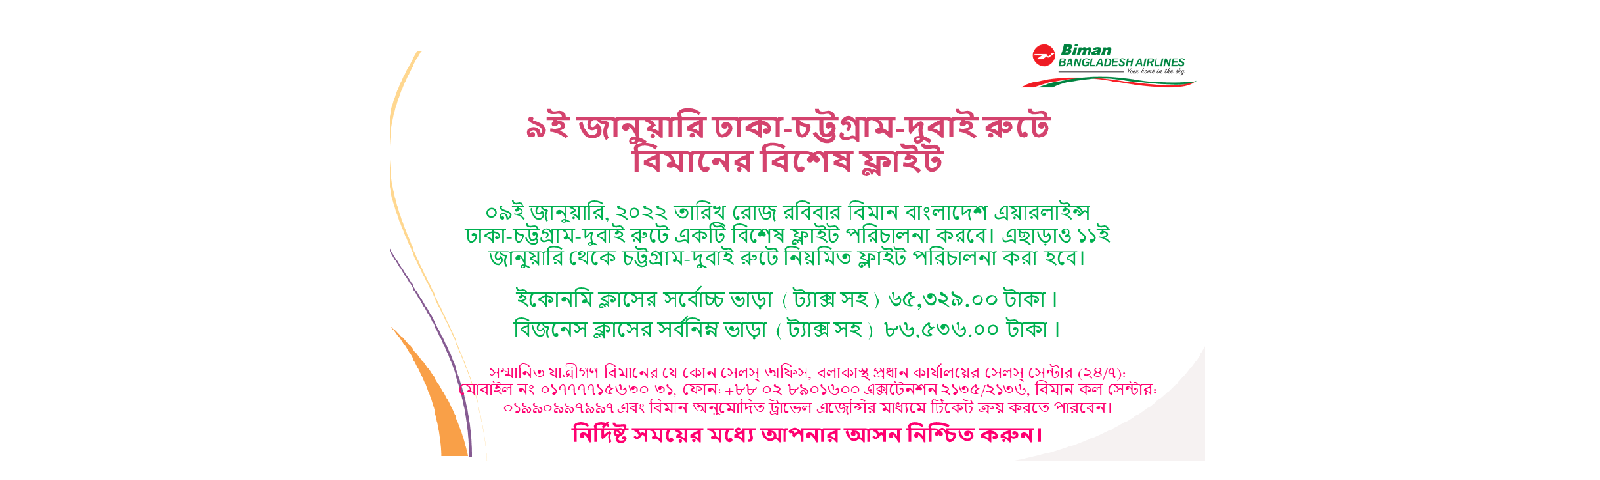 Biman
BANGLADESH AIRLINES
Your home in the sky
৯ই জানুয়ারি ঢাকা-চট্টগ্রাম-দুবাই রুটে
বিমানের বিশেষ ফ্লাইট
০৯ই জানুয়ারি, ২০২২ তারিখ রোজ রবিবার বিমান বাংলাদেশ এয়ারলাইন্স
ঢাকা-চট্টগ্রাম-দুবাই রুটে একটি বিশেষ ফ্লাইট পরিচালনা করবে। এছাড়াও ১১ই
জানুয়ারি থেকে চট্টগ্রাম-দুবাই রুটে নিয়মিত ফ্লাইট পরিচালনা করা হবে।
ইকোনমি ক্লাসের সর্বোচ্চ ভাড়া ( ট্যাক্স সহ ) ৬৫,৩২৯.০০ টাকা।
বিজনেস ক্লাসের সর্বনিম্ন ভাড়া ( ট্যাক্স সহ ) ৮৬,৫৩৬.০০ টাকা ।
সম্মানিত যাত্রীগণ বিমানের যে কোন সেলস্ অফিস, বলাকাস্থ প্রধান কার্যালয়ের সেলস্ সেন্টার (২৪/৭):
মোবাইল নং ০১৭৭৭৭১৫৬৩০-৩১, ফোন: +৮৮-০২-৮৯০১৬০০ এক্সটেনশন ২১৩৫/২১৩৬, বিমান কল সেন্টার:
০১৯৯০৯৯৭৯৯৭ এবং বিমান অনুমোদিত ট্রাভেল এজেন্সির মাধ্যমে টিকেট ক্রয় করতে পারবেন।
নির্দিষ্ট সময়ের মধ্যে আপনার আসন নিশ্চিত করুন।